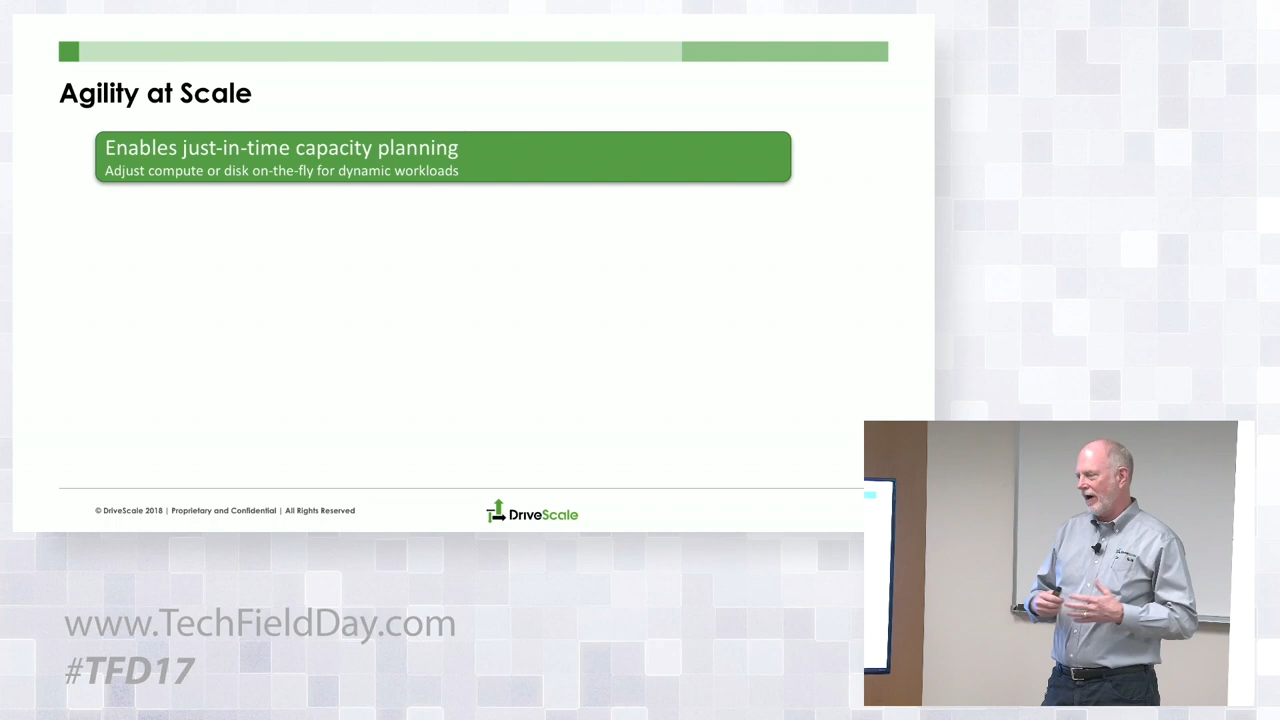 Agility at Scale
Enables just-in-time capacity planning
Adjust compute or disk on-the-fly for dynamic workloads
© DriveScale 2018 | Proprietary and Confidential | All Rights Reserved
DriveScale
www.TechFieldDay.com
#TFD17